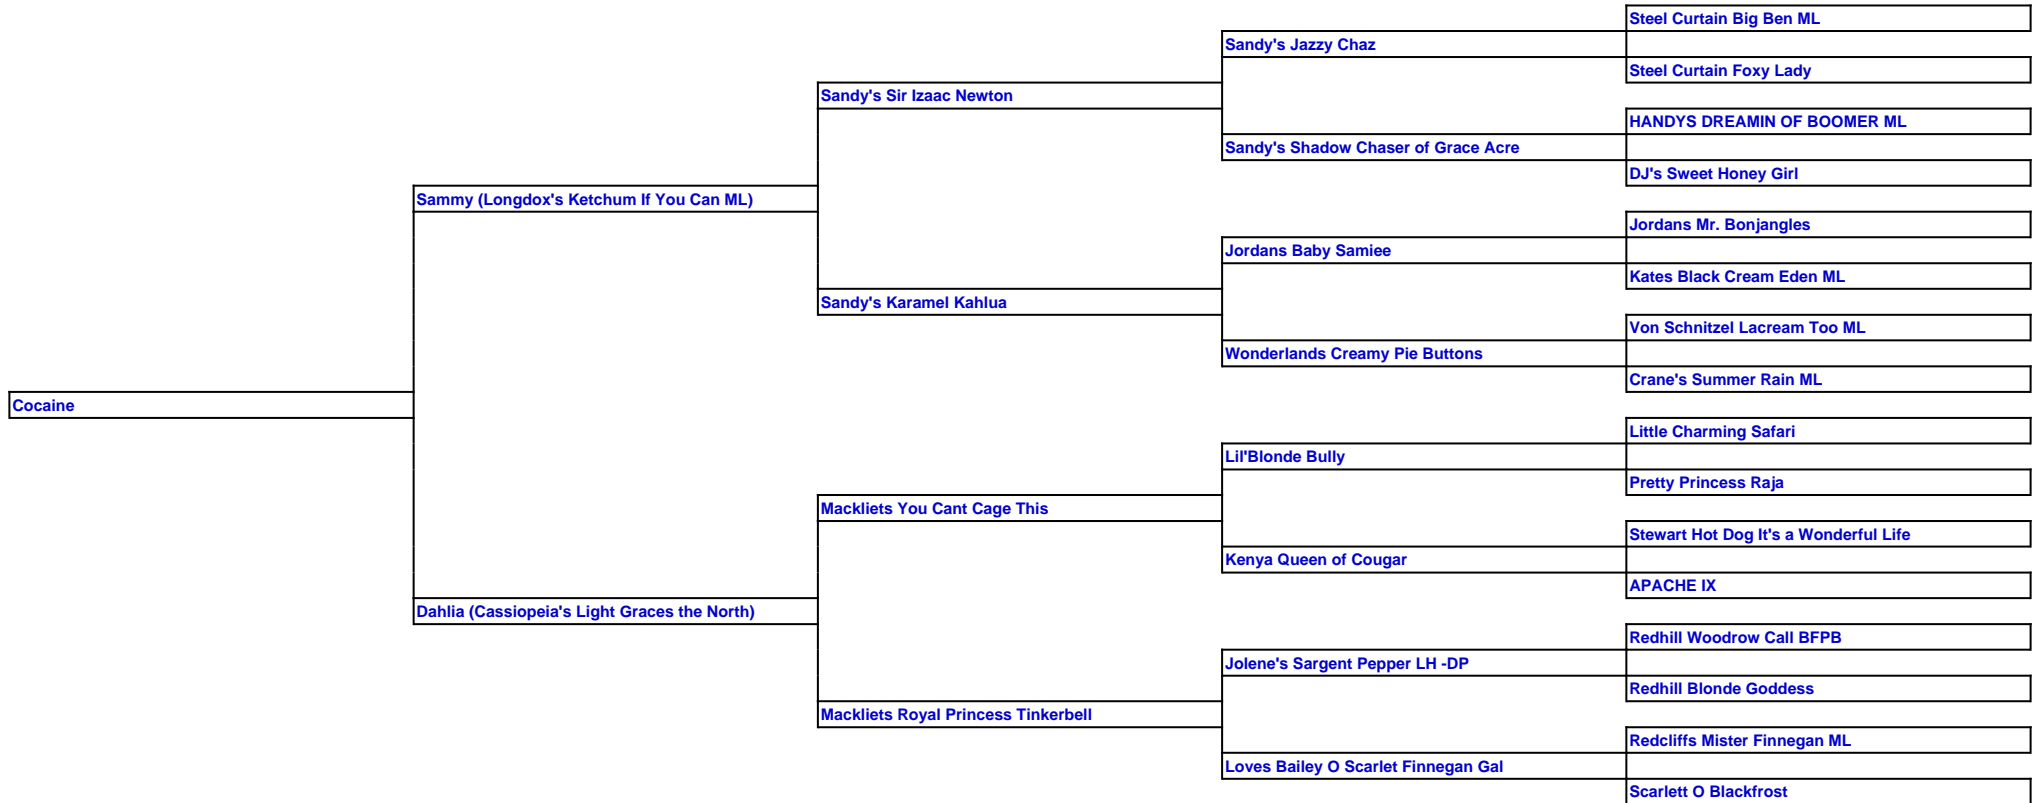 Steel Curtain Big Ben ML
Sandy's Jazzy Chaz
Steel Curtain Foxy Lady
Sandy's Sir Izaac Newton
HANDYS DREAMIN OF BOOMER ML
Sandy's Shadow Chaser of Grace Acre
DJ's Sweet Honey Girl
Sammy (Longdox's Ketchum If You Can ML)
Jordans Mr. Bonjangles
Jordans Baby Samiee
Kates Black Cream Eden ML
Sandy's Karamel Kahlua
Von Schnitzel Lacream Too ML
Wonderlands Creamy Pie Buttons
Crane's Summer Rain ML
Cocaine
Little Charming Safari
Lil'Blonde Bully
Pretty Princess Raja
Mackliets You Cant Cage This
Stewart Hot Dog It's a Wonderful Life
Kenya Queen of Cougar
APACHE IX
Dahlia (Cassiopeia's Light Graces the North)
Redhill Woodrow Call BFPB
Jolene's Sargent Pepper LH -DP
Redhill Blonde Goddess
Mackliets Royal Princess Tinkerbell
Redcliffs Mister Finnegan ML
Loves Bailey O Scarlet Finnegan Gal
Scarlett O Blackfrost